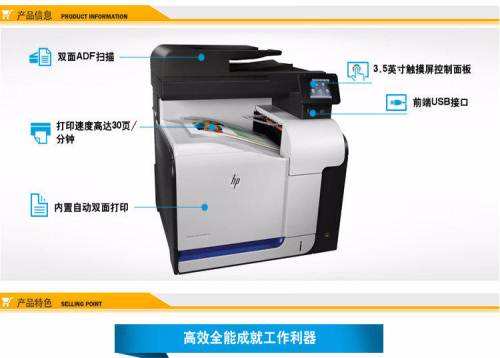 产品信息 PRODUCT INFORMATION
双面ADF扫描
3.5英寸触摸屏控制面板
前端USB接口
打印速度高达30页/
分钟
hp
内置自动双面打印
产品特色 SELLING POINT
高效全能成就工作利器